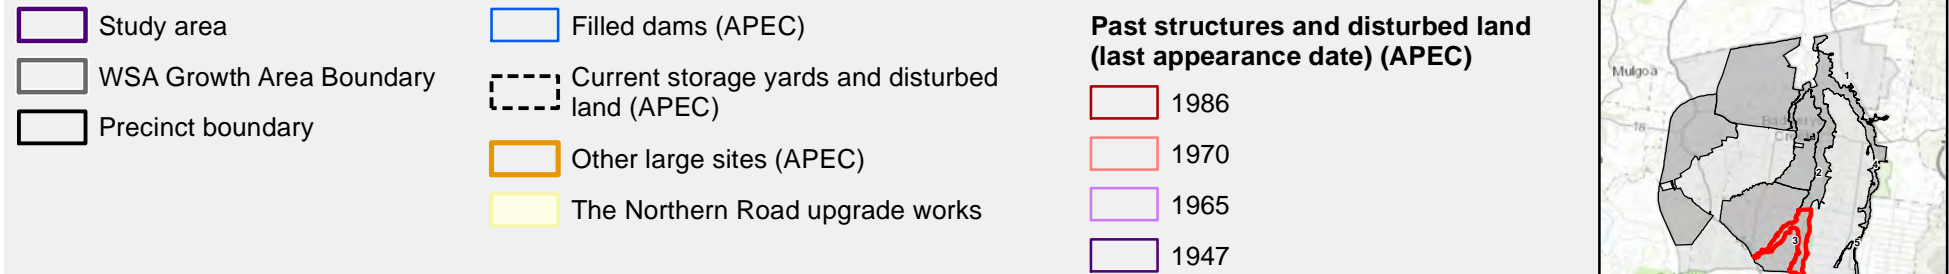 Study area
WSA Growth Area Boundary
Precinct boundary
Filled dams (APEC)
Current storage yards and disturbed
land (APEC)
Other large sites (APEC)
The Northern Road upgrade works
Past structures and disturbed land
(last appearance date) (APEC)
1986
1970
1965
1947
Mulgoa
1
18
2
4
3
5